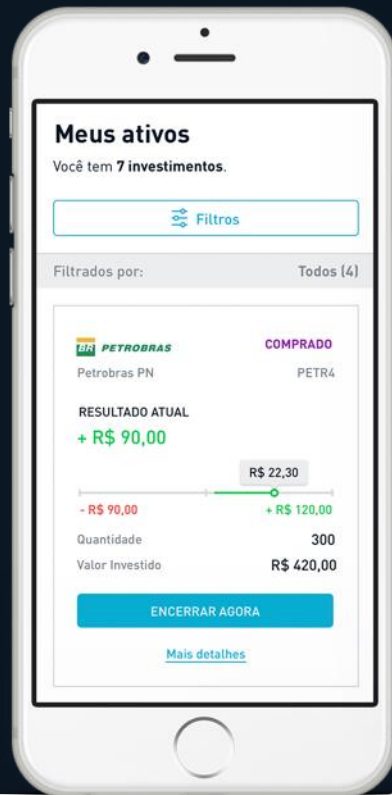 Meus ativos
Você tem 7 investimentos.
Filtros
Filtrados por: Todos (4)
BR PETROBRAS COMPRADO
Petrobras PN PETR4
RESULTADO ATUAL
+ R$ 90,00
R$ 22,30
- R$ 90,00 + R$ 120,00
Quantidade 300
Valor Investido R$ 420,00
ENCERRAR AGORA
Mais detalhes